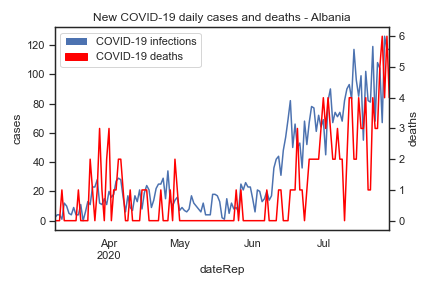 New COVID-19 daily cases and deaths - Albania
COVID-19 infections
COVID-19 deaths
120
100
80
60
40
20
0
cases
6
5
4
3
2
1
0
deaths
Apr
2020
May
Jun
Jul
dateRep